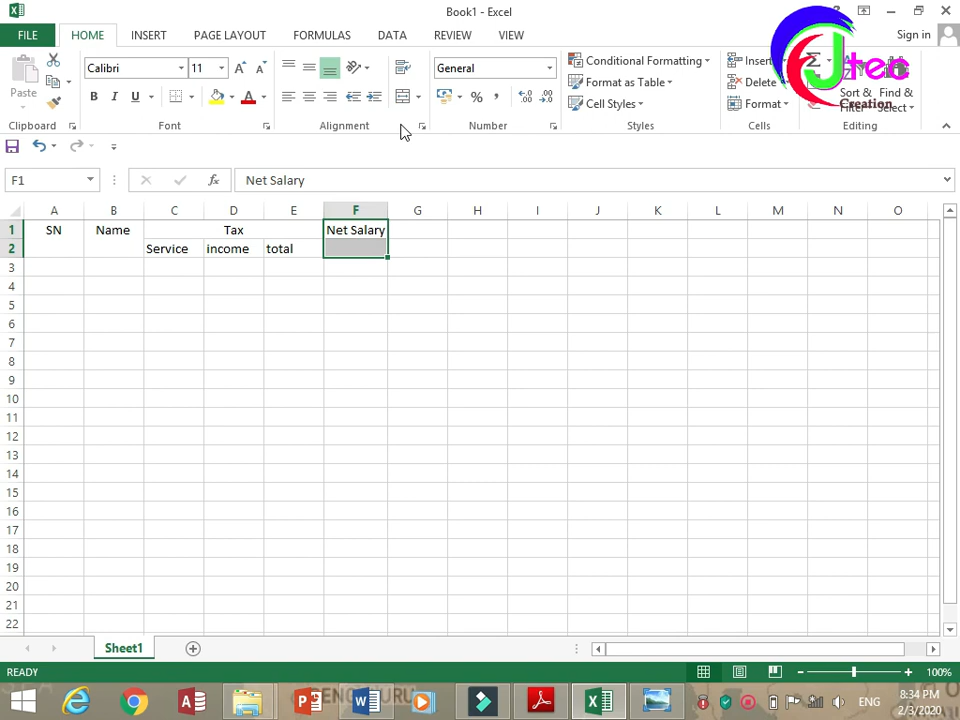 Book1 - Excel
FILE HOME INSERT PAGE LAYOUT FORMULAS DATA REVIEW VIEW Sign in
Jtec
Creation
Paste
Calibri 11
B I U
General
% ,
Conditional Formatting
Format as Table
Cell Styles
Insert
Delete
Format
Sort & Filter
Find & Select
Clipboard Font Alignment Number Styles Cells Editing
F1 fx Net Salary
A B C D E F G H I J K L M N O
1 SN Name Tax Net Salary
2 Service income total
3
4
5
6
7
8
9
10
11
12
13
14
15
16
17
18
19
20
21
22
Sheet1
READY 100%
ENGGURU
ENG
8:34 PM
2/3/2020